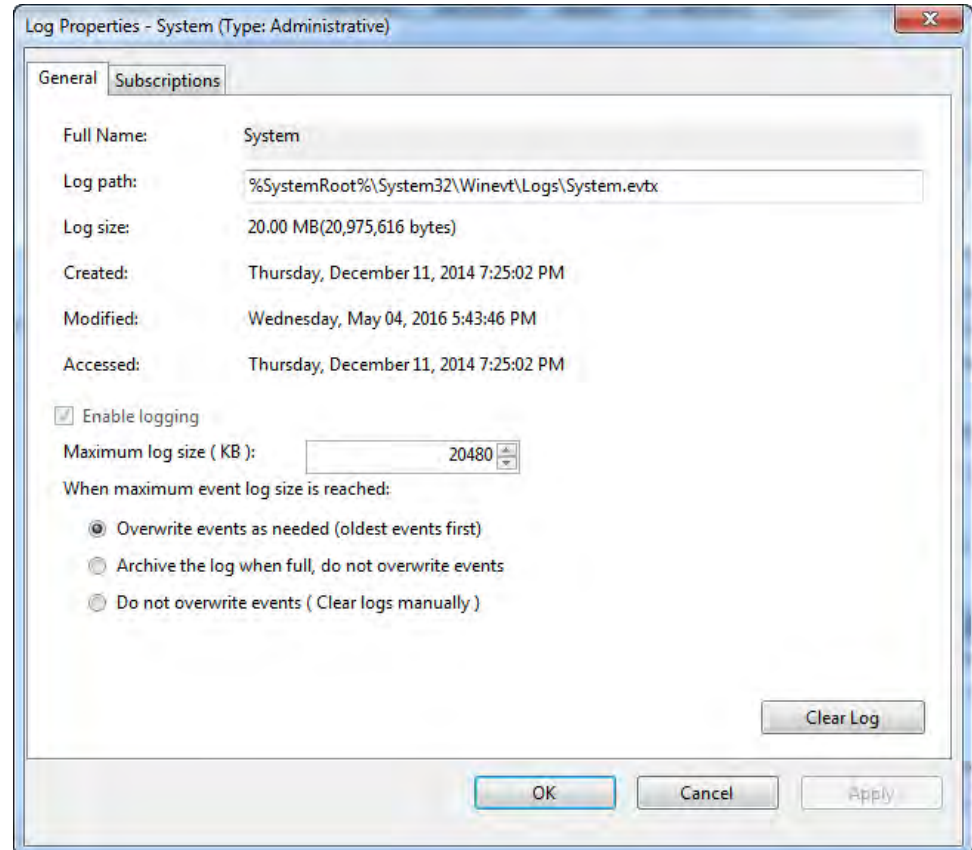 Log Properties - System (Type: Administrative)
General Subscriptions
Full Name: System
Log path: %SystemRoot%\System32\Winevt\Logs\System.evtx
Log size: 20.00 MB(20,975,616 bytes)
Created: Thursday, December 11, 2014 7:25:02 PM
Modified: Wednesday, May 04, 2016 5:43:46 PM
Accessed: Thursday, December 11, 2014 7:25:02 PM
Enable logging
Maximum log size ( KB ): 20480
When maximum event log size is reached:
Overwrite events as needed (oldest events first)
Archive the log when full, do not overwrite events
Do not overwrite events ( Clear logs manually )
Clear Log
OK Cancel Apply